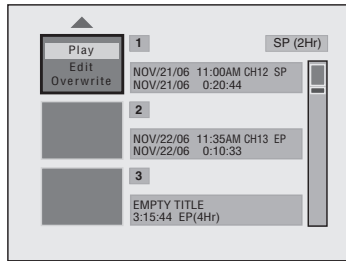 1
SP (2Hr)
Play
Edit
Overwrite
NOV/21/06 11:00AM CH12 SP
NOV/21/06 0:20:44
2
NOV/22/06 11:35AM CH13 EP
NOV/22/06 0:10:33
3
EMPTY TITLE
3:15:44 EP(4Hr)